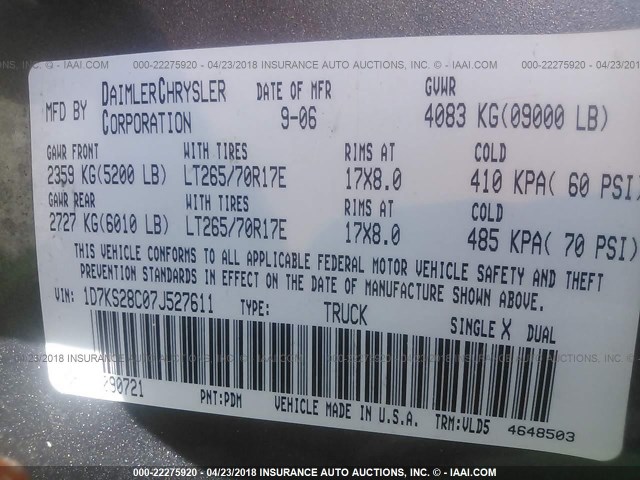 000-22275920 - 04/23/2018 INSURANCE AUTO AUCTIONS, INC. © - IAAI.COM
MFD BY DAIMLERCHRYSLER CORPORATION
DATE OF MFR 9-06
GVWR 4083 KG(09000 LB)
GAWR FRONT WITH TIRES RIMS AT COLD
2359 KG(5200 LB) LT265/70R17E 17X8.0 410 KPA( 60 PSI)
GAWR REAR WITH TIRES RIMS AT COLD
2727 KG(6010 LB) LT265/70R17E 17X8.0 485 KPA( 70 PSI)
THIS VEHICLE CONFORMS TO ALL APPLICABLE FEDERAL MOTOR VEHICLE SAFETY AND THEFT
PREVENTION STANDARDS IN EFFECT ON THE DATE OF MANUFACTURE SHOWN ABOVE.
VIN: 1D7KS28C07J527611 TYPE: TRUCK SINGLE X DUAL
090721 PNT:PDM VEHICLE MADE IN U.S.A. TRM:VLD5 4648503
000-22275920 - 04/23/2018 INSURANCE AUTO AUCTIONS, INC. © - IAAI.COM